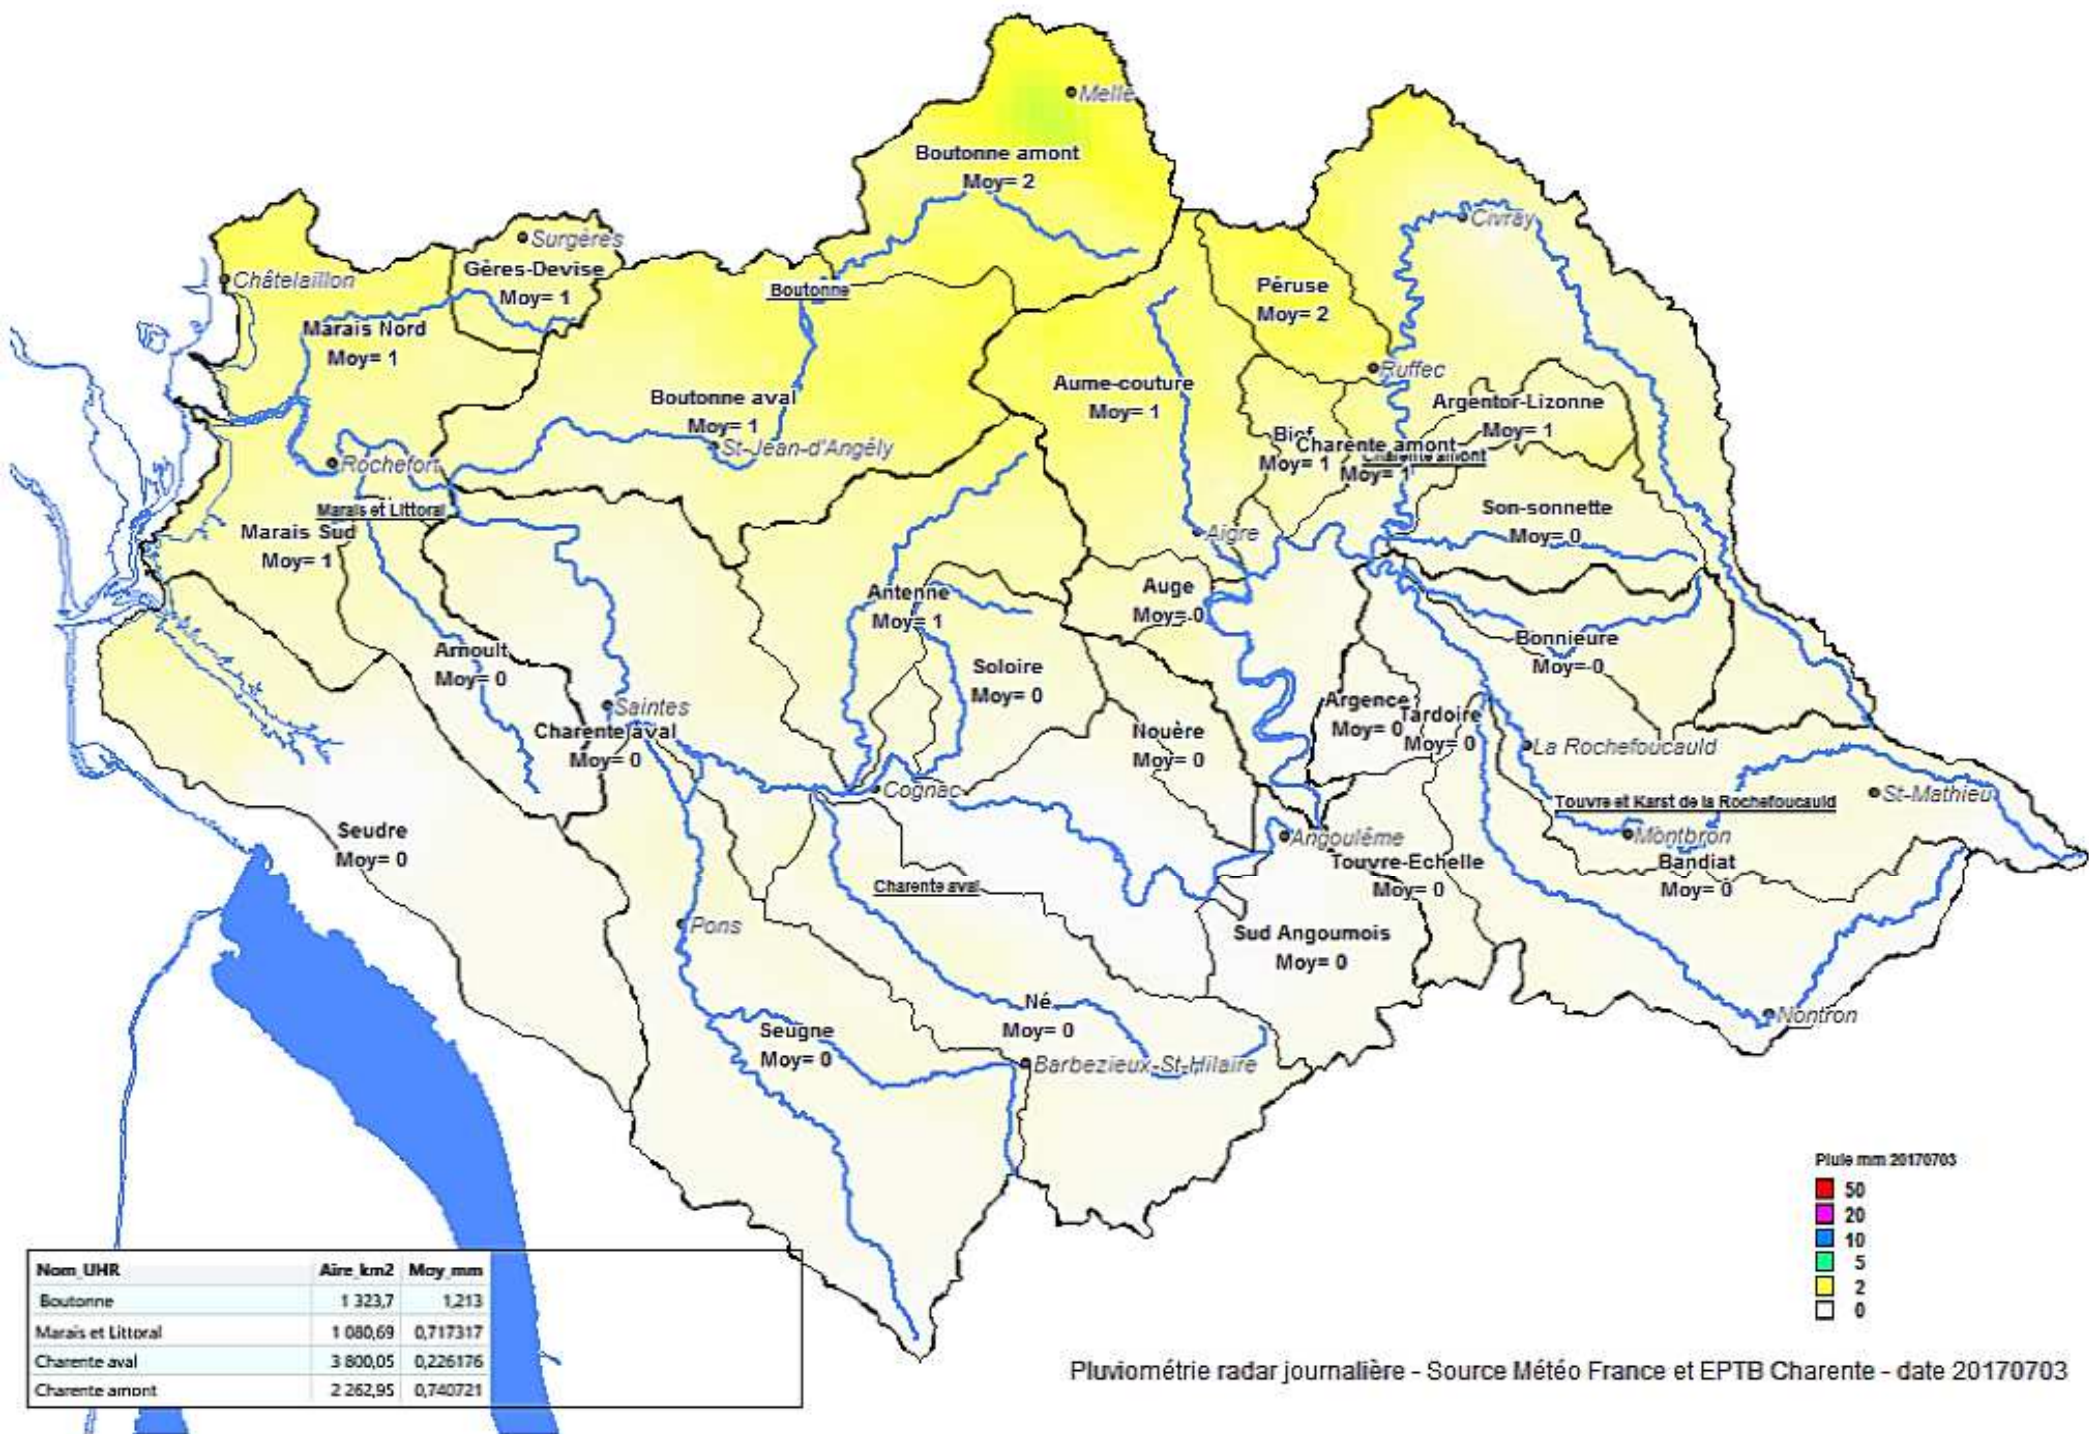 Melle
Boutonne amont
Moy= 2
Civray
Surgères
Gères-Devise
Moy= 1
Châtelaillon
Boutonne
Péruse
Moy= 2
Marais Nord
Moy= 1
Ruffec
Aume-couture
Moy= 1
Boutonne aval
Moy= 1
St-Jean-d'Angély
Argentor-Lizonne
Moy= 1
Bief
Moy= 1
Charente amont
Moy= 1
Charente amont
Rochefort
Marais et Littoral
Marais Sud
Moy= 1
Son-sonnette
Moy= 0
Aigre
Auge
Moy= 0
Antenne
Moy= 1
Bonnieure
Moy= 0
Arnoult
Moy= 0
Soloire
Moy= 0
Saintes
Charente aval
Moy= 0
Nouère
Moy= 0
Argence
Moy= 0
Tardoire
Moy= 0
La Rochefoucauld
Cognac
Touvre et Karst de la Rochefoucauld
St-Mathieu
Montbron
Bandiat
Moy= 0
Angoulême
Touvre-Echelle
Moy= 0
Seudre
Moy= 0
Charente aval
Pons
Sud Angoumois
Moy= 0
Né
Moy= 0
Nontron
Seugne
Moy= 0
Barbezieux-St-Hilaire
Pluie mm 20170703
50
20
10
5
2
0
Nom_UHR Aire_km2 Moy_mm
Boutonne 1 323,7 1,213
Marais et Littoral 1 080,69 0,717317
Charente aval 3 800,05 0,226176
Charente amont 2 262,95 0,740721
Pluviométrie radar journalière - Source Météo France et EPTB Charente - date 20170703